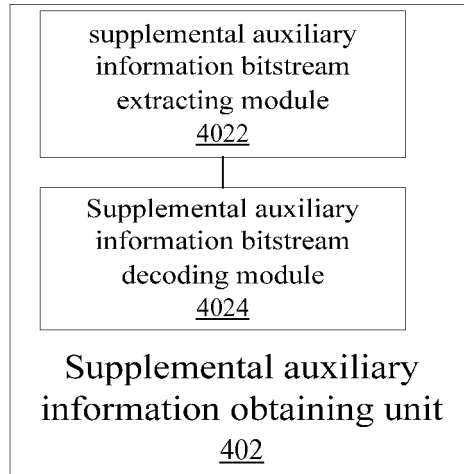 supplemental auxiliary
information bitstream
extracting module
4022
Supplemental auxiliary
information bitstream
decoding module
4024
Supplemental auxiliary
information obtaining unit
402